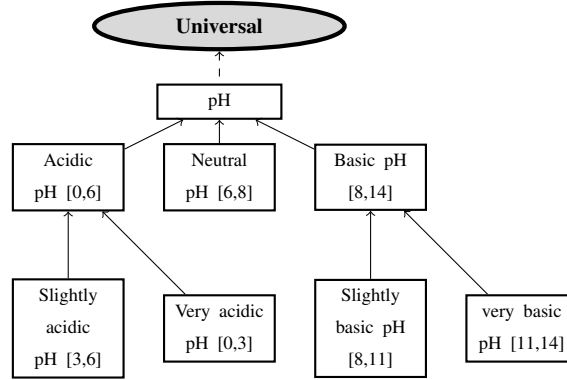 Universal
pH
Acidic
pH [0,6]
Neutral
pH [6,8]
Basic pH
[8,14]
Slightly
acidic
pH [3,6]
Very acidic
pH [0,3]
Slightly
basic pH
[8,11]
very basic
pH [11,14]